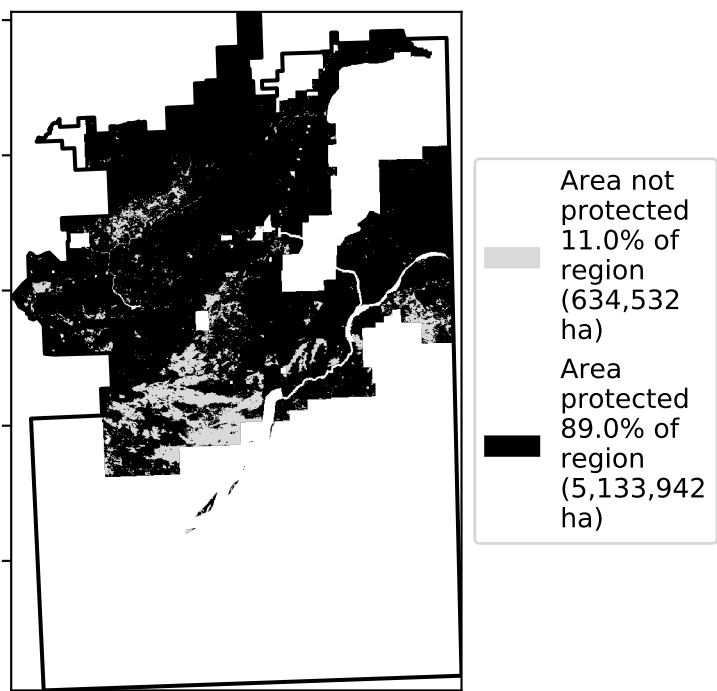 Area not
protected
11.0% of
region
(634,532
ha)
Area
protected
89.0% of
region
(5,133,942
ha)